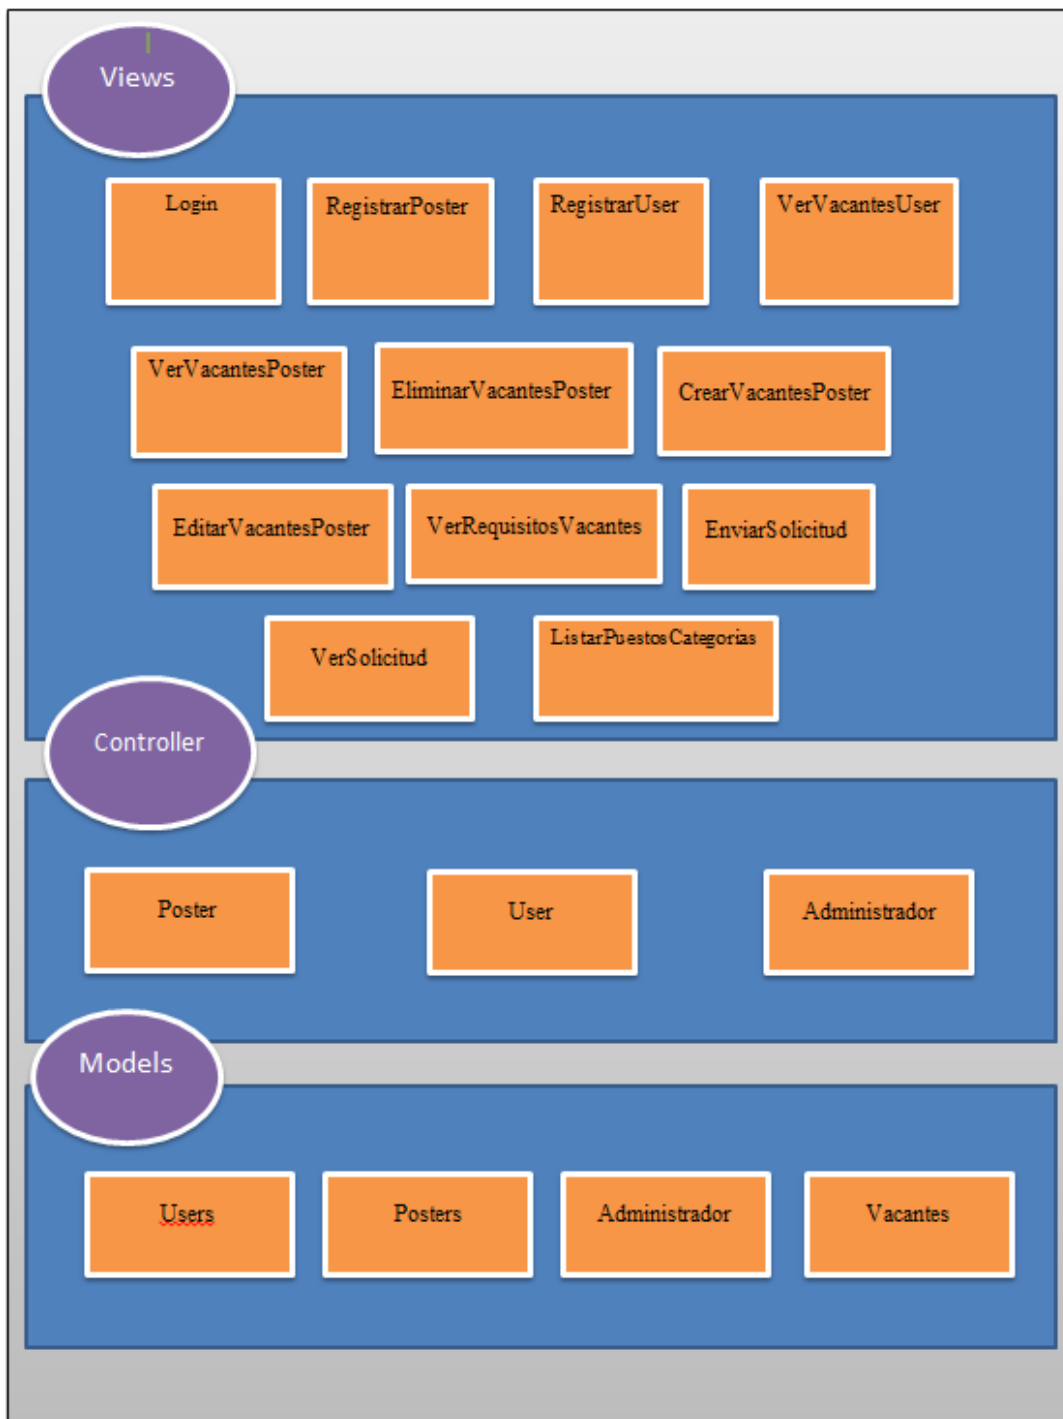 Views
Login
RegistrarPoster
RegistrarUser
VerVacantesUser
VerVacantesPoster
EliminarVacantesPoster
CrearVacantesPoster
EditarVacantesPoster
VerRequisitosVacantes
EnviarSolicitud
VerSolicitud
ListarPuestosCategorias
Controller
Poster
User
Administrador
Models
Users
Posters
Administrador
Vacantes